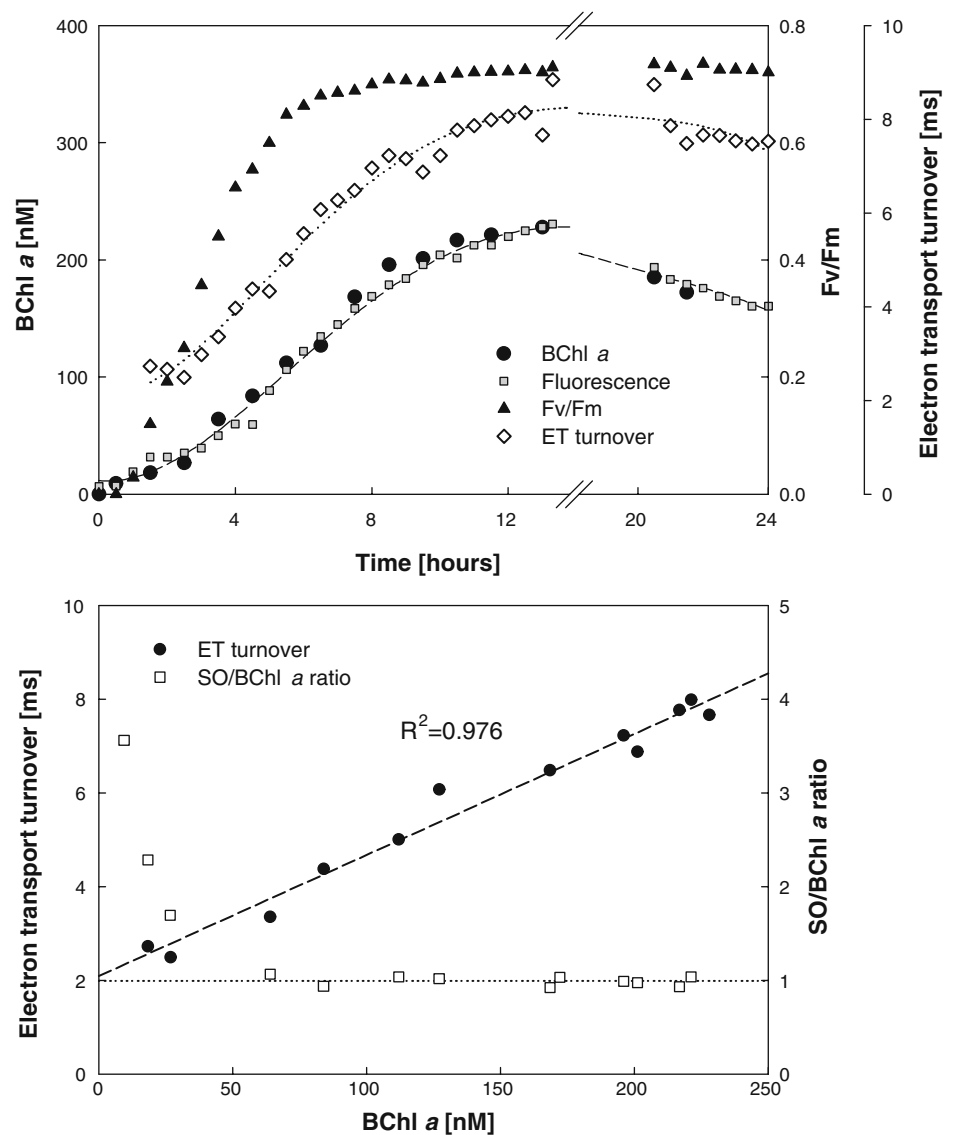 400
300
200
100
0
BChl a [nM]
0.8
0.6
0.4
0.2
0.0
Fv/Fm
10
8
6
4
2
0
Electron transport turnover [ms]
BChl a
Fluorescence
Fv/Fm
ET turnover
0 4 8 12 20 24
Time [hours]
10
8
6
4
2
0
Electron transport turnover [ms]
ET turnover
SO/BChl a ratio
R²=0.976
5
4
3
2
1
0
SO/BChl a ratio
0 50 100 150 200 250
BChl a [nM]